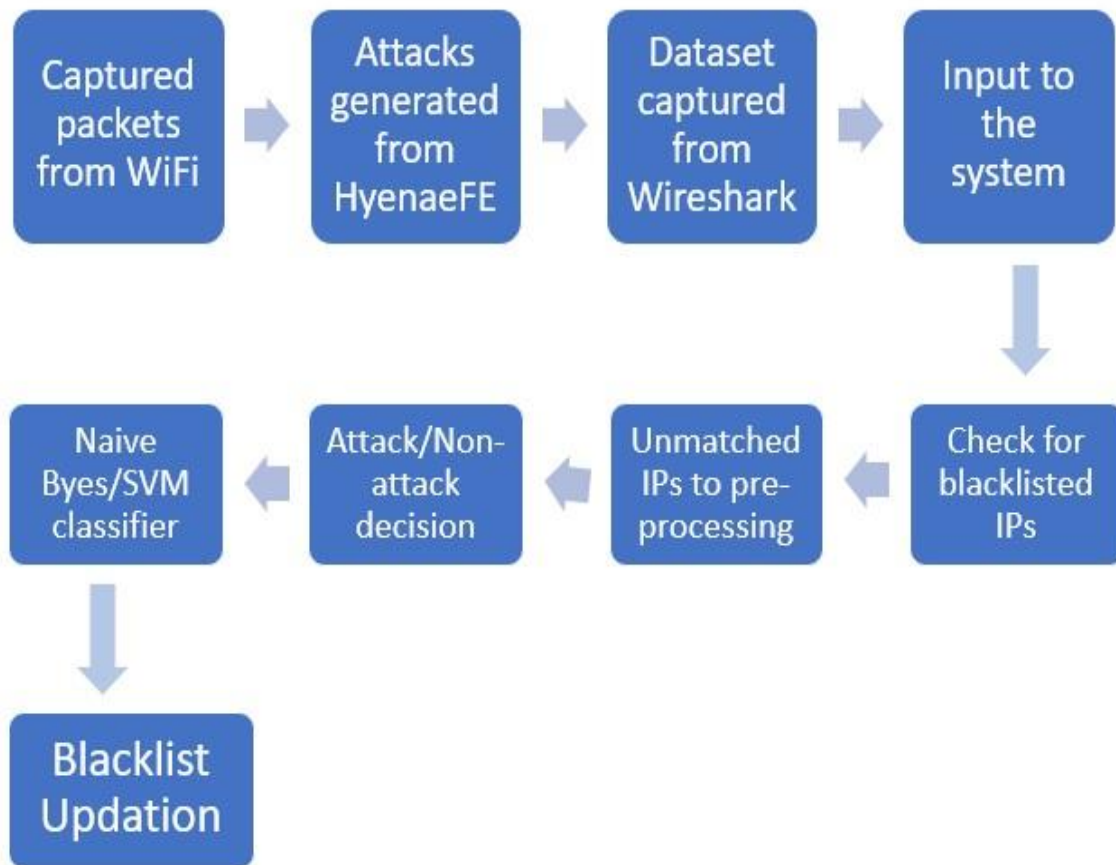 Captured
packets
from WiFi
Attacks
generated
from
HyenaeFE
Dataset
captured
from
Wireshark
Input to
the
system
Check for
blacklisted
IPs
Unmatched
IPs to pre-
processing
Attack/Non-
attack
decision
Naive
Byes/SVM
classifier
Blacklist
Updation